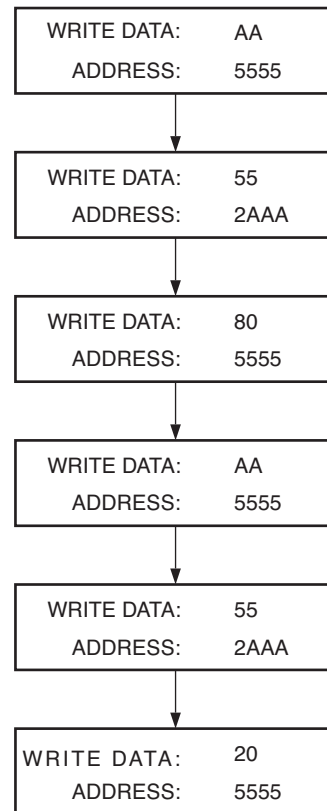 WRITE DATA: AA
ADDRESS: 5555
WRITE DATA: 55
ADDRESS: 2AAA
WRITE DATA: 80
ADDRESS: 5555
WRITE DATA: AA
ADDRESS: 5555
WRITE DATA: 55
ADDRESS: 2AAA
WRITE DATA: 20
ADDRESS: 5555